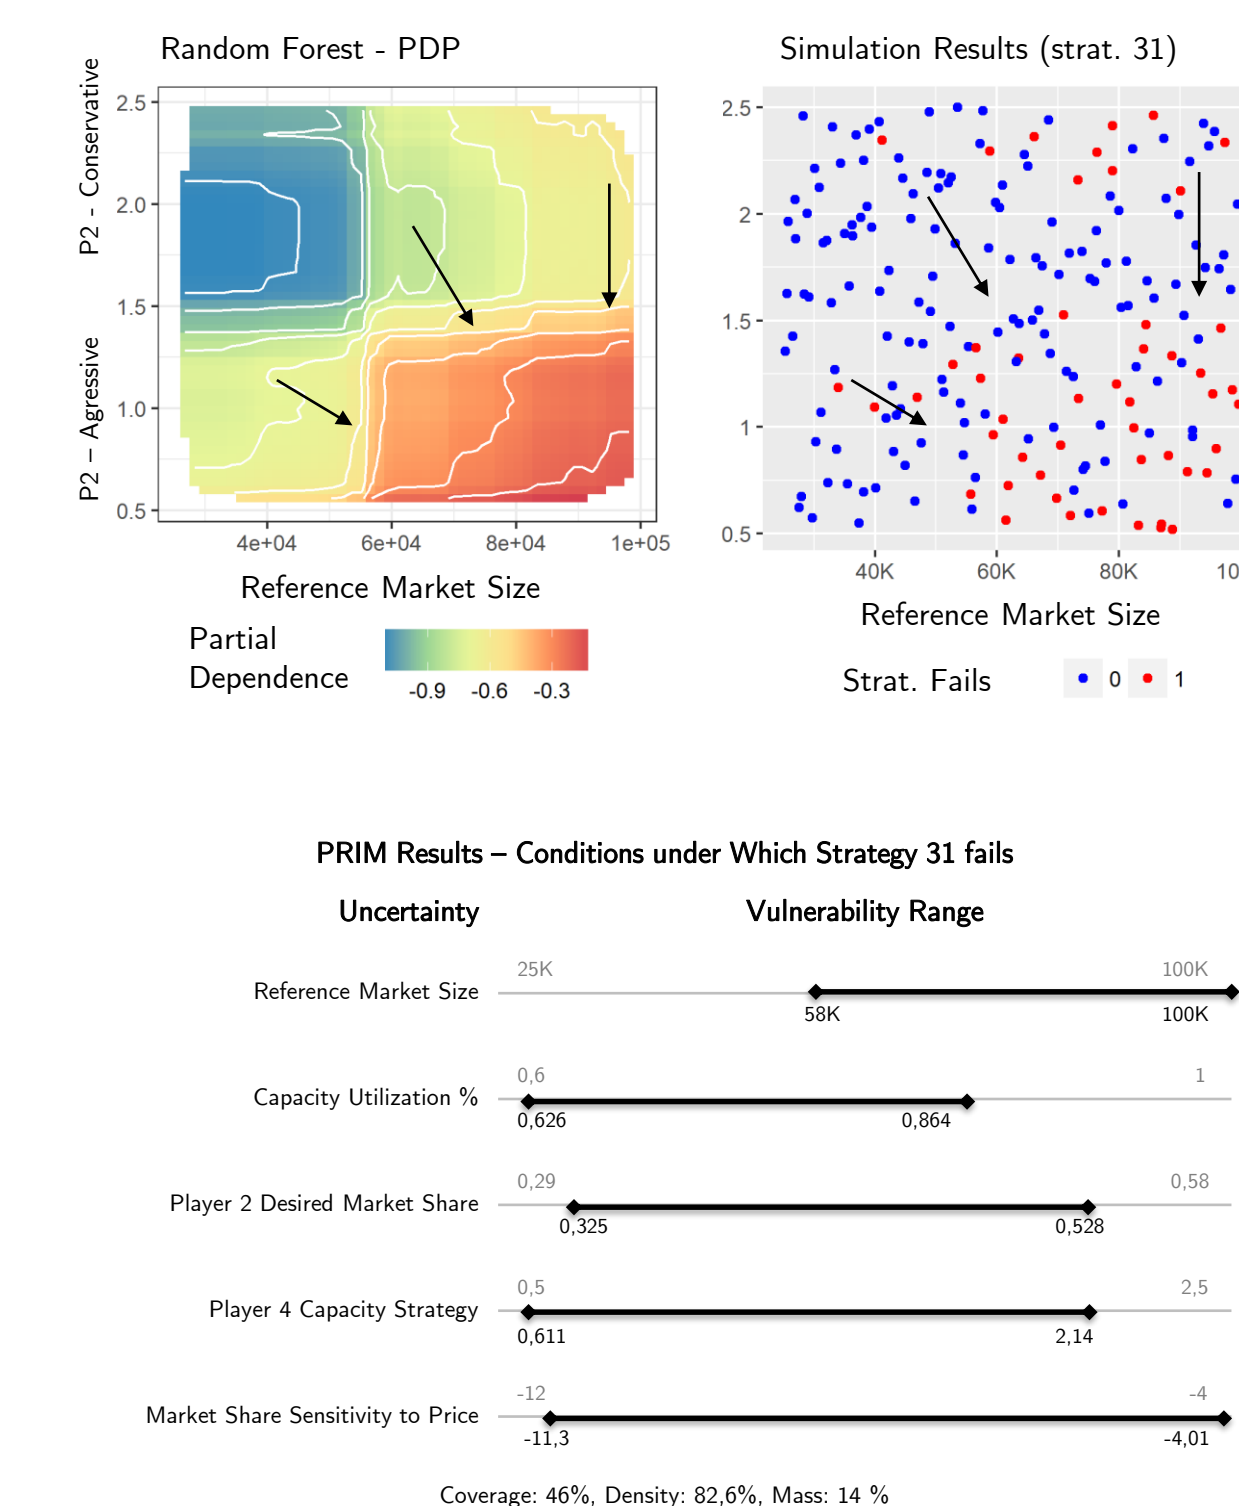 Random Forest - PDP
P2 - Conservative
P2 – Agressive
2.5
2.0
1.5
1.0
0.5
4e+04 6e+04 8e+04 1e+05
Reference Market Size
Partial
Dependence
-0.9 -0.6 -0.3
Simulation Results (strat. 31)
2.5
2
1.5
1
0.5
40K 60K 80K 10
Reference Market Size
Strat. Fails 0 1
PRIM Results – Conditions under Which Strategy 31 fails
Uncertainty Vulnerability Range
25K 100K
Reference Market Size
58K 100K
0,6 1
Capacity Utilization %
0,626 0,864
0,29 0,58
Player 2 Desired Market Share
0,325 0,528
0,5 2,5
Player 4 Capacity Strategy
0,611 2,14
-12 -4
Market Share Sensitivity to Price
-11,3 -4,01
Coverage: 46%, Density: 82,6%, Mass: 14 %